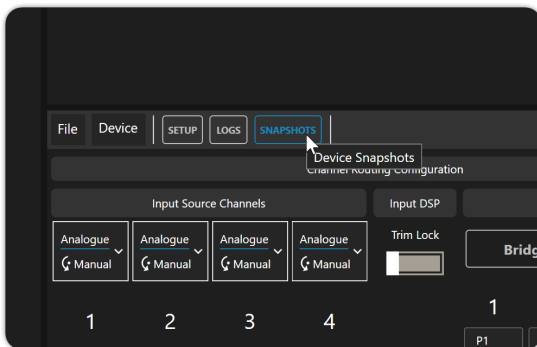 File Device SETUP LOGS SNAPSHOTS
Device Snapshots
Channel Routing Configuration
Input Source Channels Input DSP
Analogue Analogue Analogue Analogue Trim Lock
Manual Manual Manual Manual
Bridg
1 2 3 4 1
P1